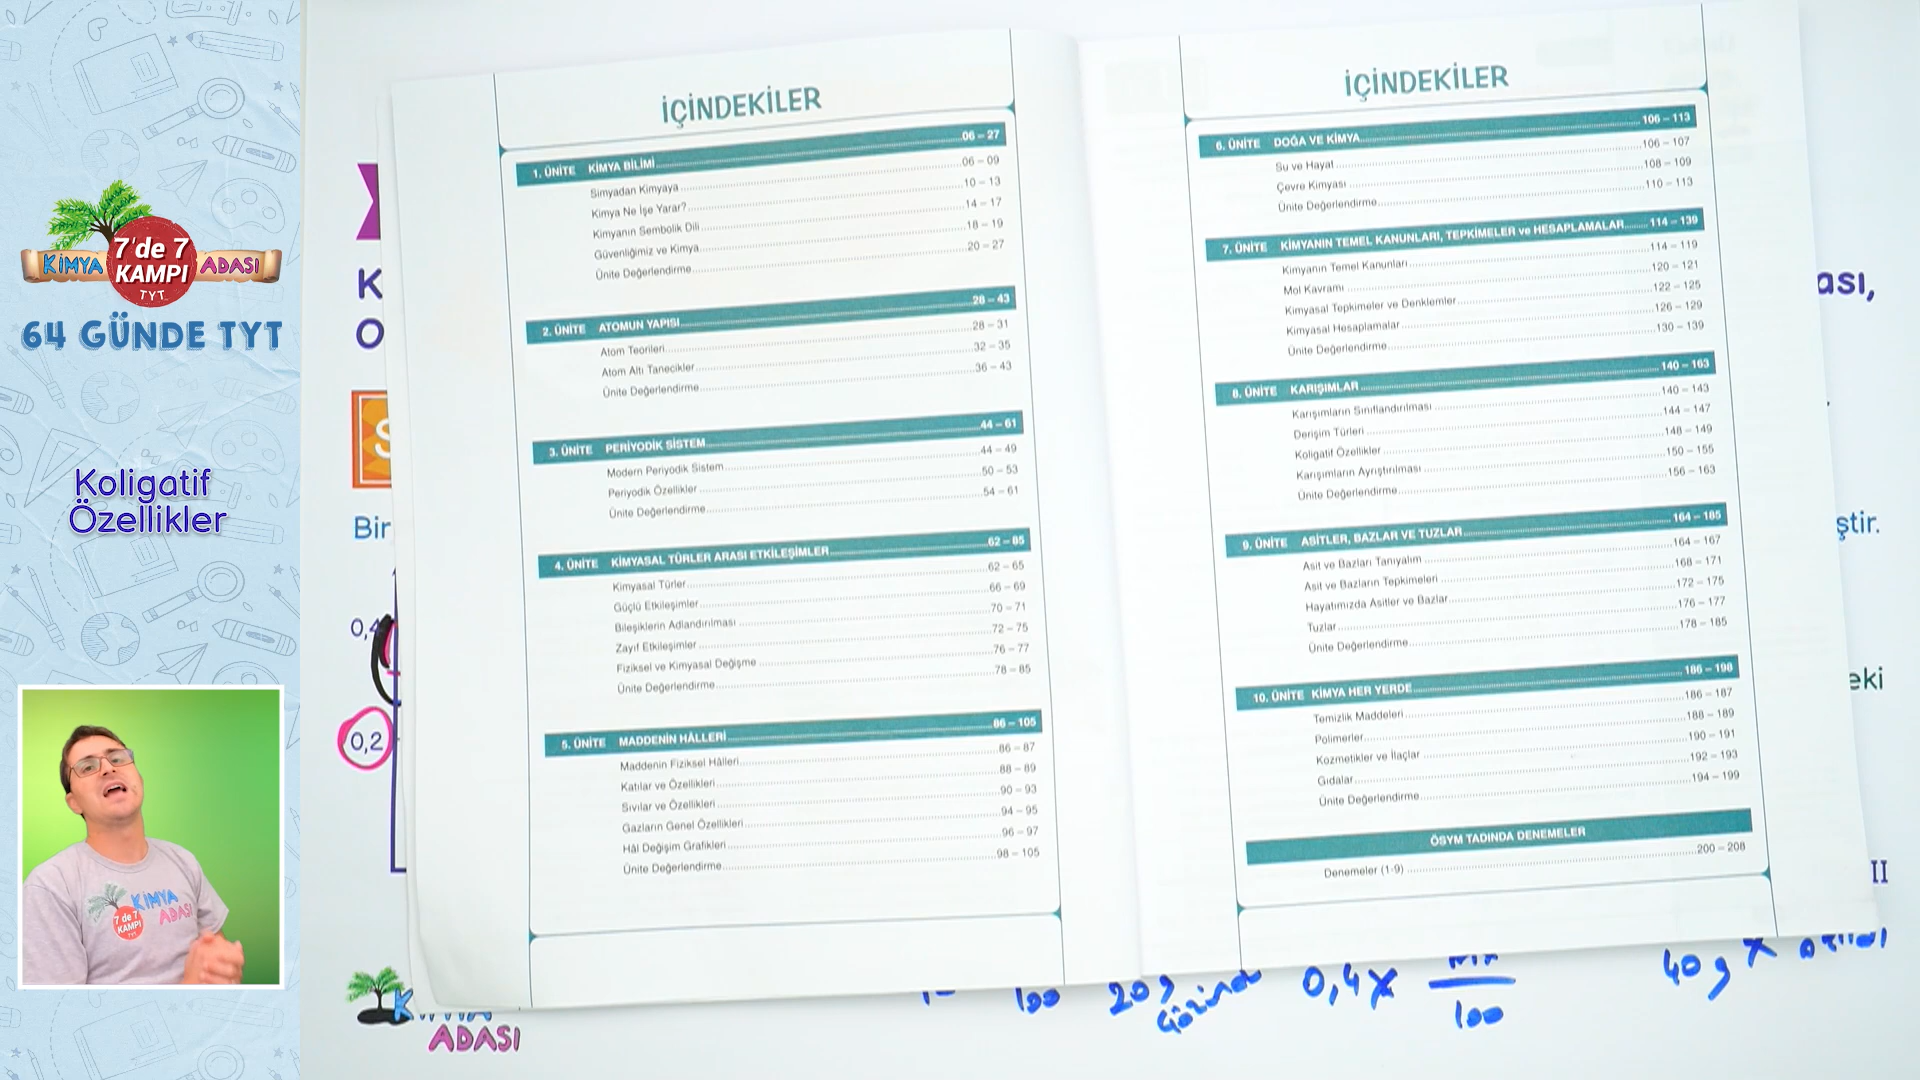 KİMYA
7'de 7
KAMPI
TYT
ADASI
64 GÜNDE TYT
Koligatif
Özellikler
KİMYA
ADASI
7 de 7
KAMPI
TYT
K
O
S
Bir
0,4
0,2
İÇİNDEKİLER
1. ÜNİTE KİMYA BİLİMİ 06 – 27
Simyadan Kimyaya 06 – 09
Kimya Ne İşe Yarar? 10 – 13
Kimyanın Sembolik Dili 14 – 17
Güvenliğimiz ve Kimya 18 – 19
Ünite Değerlendirme 20 – 27
2. ÜNİTE ATOMUN YAPISI 28 – 43
Atom Teorileri 28 – 31
Atom Altı Tanecikler 32 – 35
Ünite Değerlendirme 36 – 43
3. ÜNİTE PERİYODİK SİSTEM 44 – 61
Modern Periyodik Sistem 44 – 49
Periyodik Özellikler 50 – 53
Ünite Değerlendirme 54 – 61
4. ÜNİTE KİMYASAL TÜRLER ARASI ETKİLEŞİMLER 62 – 85
Kimyasal Türler 62 – 65
Güçlü Etkileşimler 66 – 69
Bileşiklerin Adlandırılması 70 – 71
Zayıf Etkileşimler 72 – 75
Fiziksel ve Kimyasal Değişme 76 – 77
Ünite Değerlendirme 78 – 85
5. ÜNİTE MADDENİN HÂLLERİ 86 – 105
Maddenin Fiziksel Hâlleri 86 – 87
Katılar ve Özellikleri 88 – 89
Sıvılar ve Özellikleri 90 – 93
Gazların Genel Özellikleri 94 – 95
Hâl Değişim Grafikleri 96 – 97
Ünite Değerlendirme 98 – 105
İÇİNDEKİLER
6. ÜNİTE DOĞA VE KİMYA 106 – 113
Su ve Hayat 106 – 107
Çevre Kimyası 108 – 109
Ünite Değerlendirme 110 – 113
7. ÜNİTE KİMYANIN TEMEL KANUNLARI, TEPKİMELER ve HESAPLAMALAR 114 – 139
Kimyanın Temel Kanunları 114 – 119
Mol Kavramı 120 – 121
Kimyasal Tepkimeler ve Denklemler 122 – 125
Kimyasal Hesaplamalar 126 – 129
Ünite Değerlendirme 130 – 139
8. ÜNİTE KARIŞIMLAR 140 – 163
Karışımların Sınıflandırılması 140 – 143
Derişim Türleri 144 – 147
Koligatif Özellikler 148 – 149
Karışımların Ayrıştırılması 150 – 155
Ünite Değerlendirme 156 – 163
9. ÜNİTE ASİTLER, BAZLAR VE TUZLAR 164 – 185
Asit ve Bazları Tanıyalım 164 – 167
Asit ve Bazların Tepkimeleri 168 – 171
Hayatımızda Asitler ve Bazlar 172 – 175
Tuzlar 176 – 177
Ünite Değerlendirme 178 – 185
10. ÜNİTE KİMYA HER YERDE 186 – 198
Temizlik Maddeleri 186 – 187
Polimerler 188 – 189
Kozmetikler ve İlaçlar 190 – 191
Gıdalar 192 – 193
Ünite Değerlendirme 194 – 199
ÖSYM TADINDA DENEMELER
Denemeler (1-9) 200 – 208
ası,
ştir.
eki
II
100
20 g
0,4x
100
40 g x
ADASI